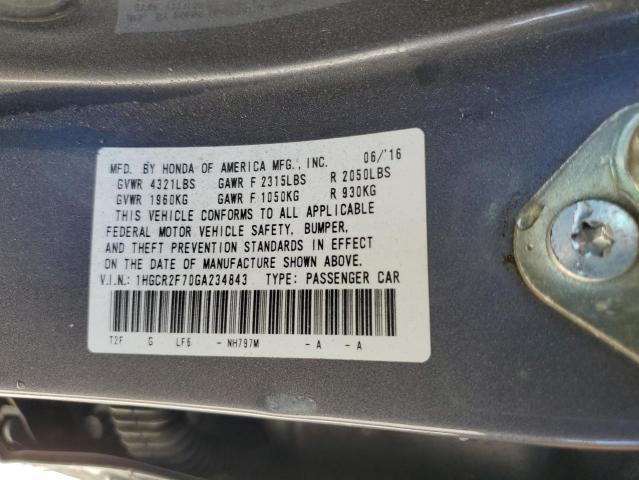 MFD. BY HONDA OF AMERICA MFG., INC. 06/'16
GVWR 4321LBS GAWR F 2315LBS R 2050LBS
GVWR 1960KG GAWR F 1050KG R 930KG
THIS VEHICLE CONFORMS TO ALL APPLICABLE
FEDERAL MOTOR VEHICLE SAFETY, BUMPER,
AND THEFT PREVENTION STANDARDS IN EFFECT
ON THE DATE OF MANUFACTURE SHOWN ABOVE.
V.I.N.: 1HGCR2F70GA234843 TYPE: PASSENGER CAR
T2F G LF6 - NH797M - A - A